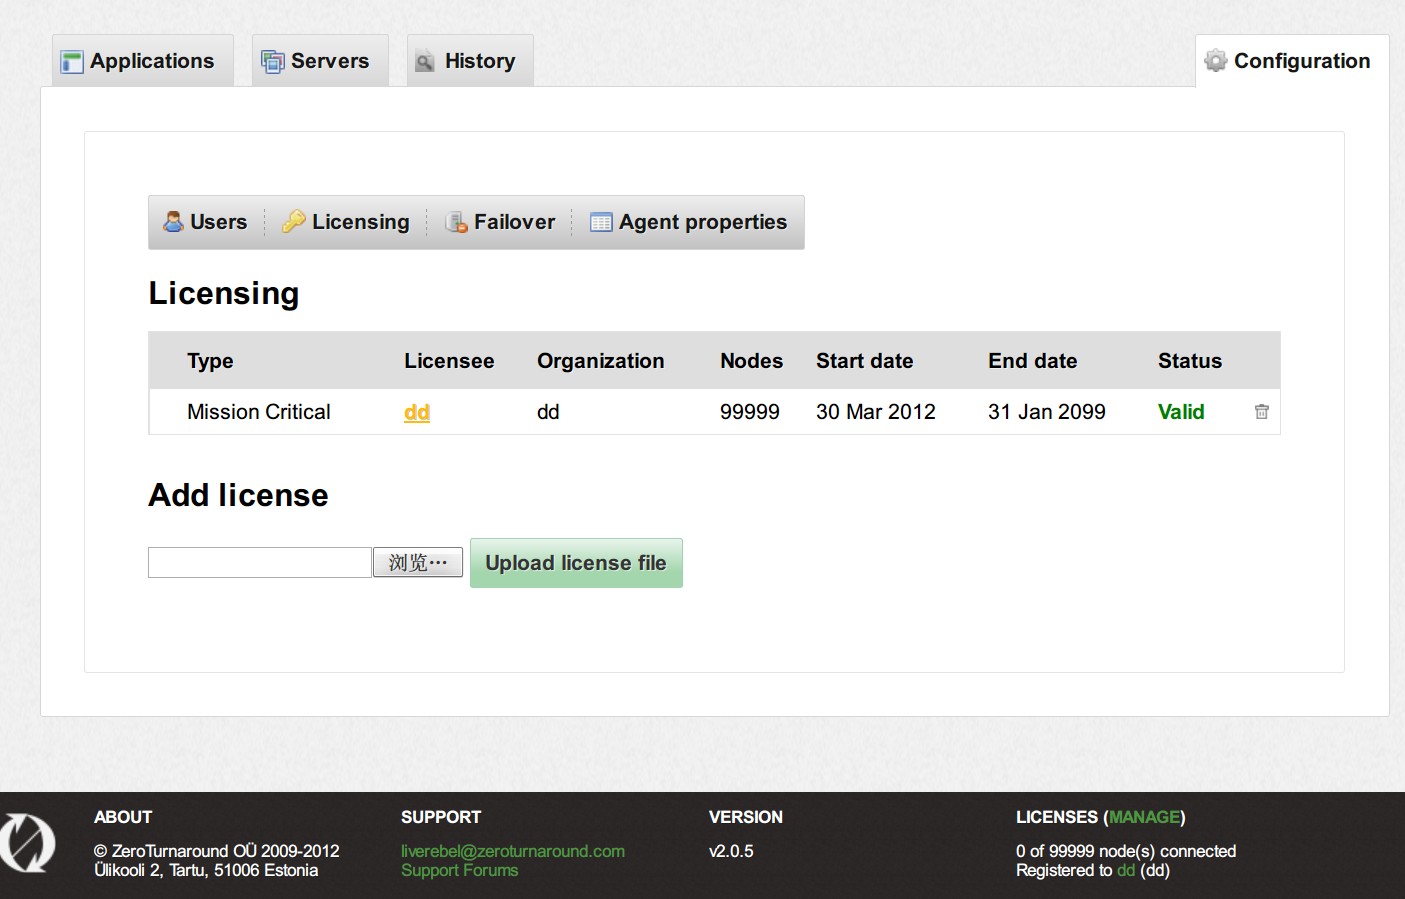 Applications Servers History Configuration
Users Licensing Failover Agent properties
Licensing
Type Licensee Organization Nodes Start date End date Status
Mission Critical dd dd 99999 30 Mar 2012 31 Jan 2099 Valid
Add license
浏览… Upload license file
ABOUT SUPPORT VERSION LICENSES (MANAGE)
© ZeroTurnaround OÜ 2009-2012 liverebel@zeroturnaround.com v2.0.5 0 of 99999 node(s) connected
Ülikooli 2, Tartu, 51006 Estonia Support Forums Registered to dd (dd)